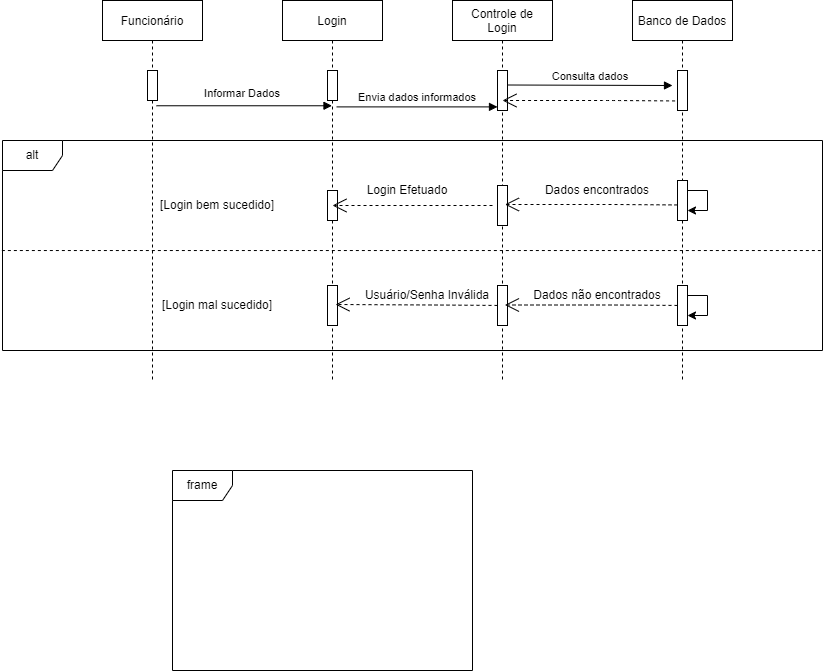 Funcionário
Login
Controle de
Login
Banco de Dados
Consulta dados
Informar Dados
Envia dados informados
alt
[Login bem sucedido]
Login Efetuado
Dados encontrados
[Login mal sucedido]
Usuário/Senha Inválida
Dados não encontrados
frame